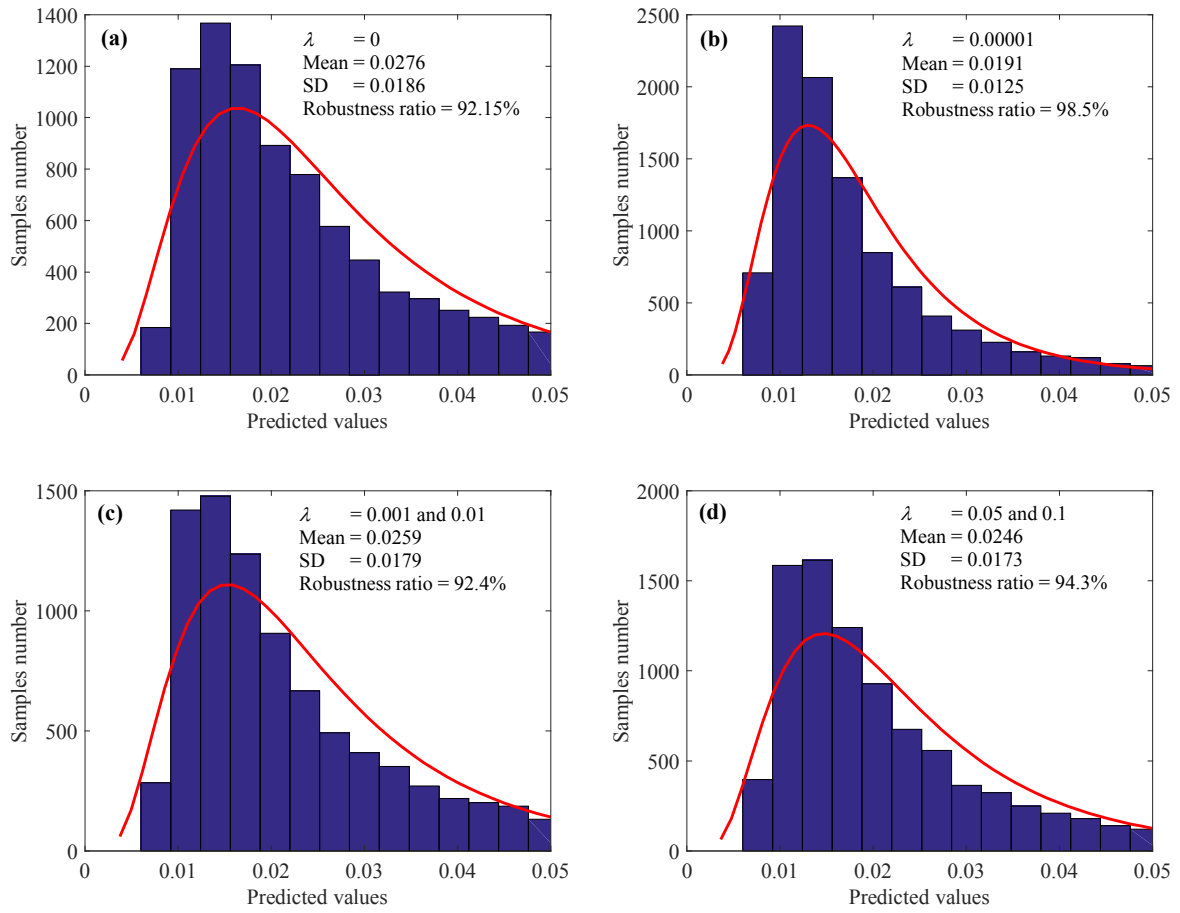 (a)
λ = 0
Mean = 0.0276
SD = 0.0186
Robustness ratio = 92.15%
1400
1200
1000
800
600
400
200
0
Samples number
0
0.01
0.02
0.03
0.04
0.05
Predicted values
(b)
λ = 0.00001
Mean = 0.0191
SD = 0.0125
Robustness ratio = 98.5%
2500
2000
1500
1000
500
0
Samples number
0
0.01
0.02
0.03
0.04
0.05
Predicted values
(c)
λ = 0.001 and 0.01
Mean = 0.0259
SD = 0.0179
Robustness ratio = 92.4%
1500
1000
500
0
Samples number
0
0.01
0.02
0.03
0.04
0.05
Predicted values
(d)
λ = 0.05 and 0.1
Mean = 0.0246
SD = 0.0173
Robustness ratio = 94.3%
2000
1500
1000
500
0
Samples number
0
0.01
0.02
0.03
0.04
0.05
Predicted values